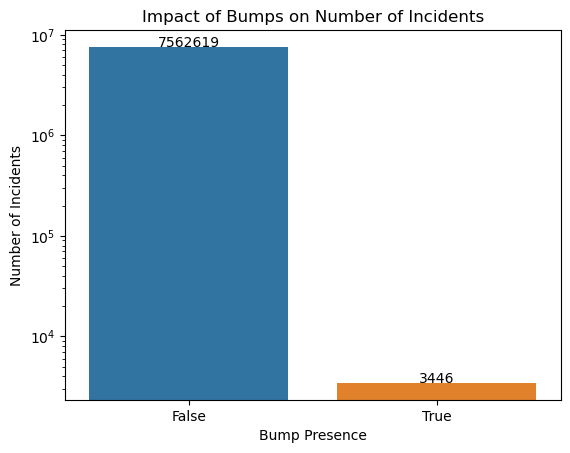 Impact of Bumps on Number of Incidents
7562619
3446
10^7
10^6
10^5
10^4
Number of Incidents
False
True
Bump Presence